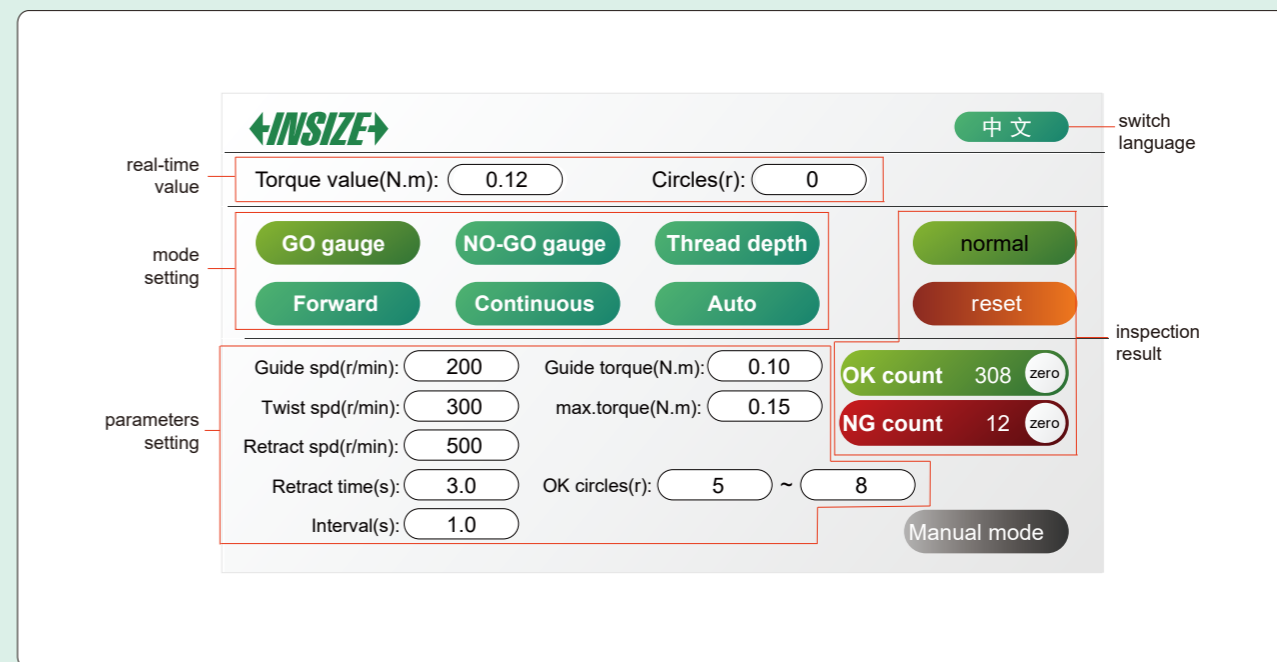 INSIZE
中文
switch
language
real-time
value
Torque value(N.m): 0.12 Circles(r): 0
mode
setting
GO gauge NO-GO gauge Thread depth normal
Forward Continuous Auto reset
inspection
result
parameters
setting
Guide spd(r/min): 200 Guide torque(N.m): 0.10 OK count 308 zero
Twist spd(r/min): 300 max.torque(N.m): 0.15 NG count 12 zero
Retract spd(r/min): 500
Retract time(s): 3.0 OK circles(r): 5 ~ 8
Interval(s): 1.0 Manual mode